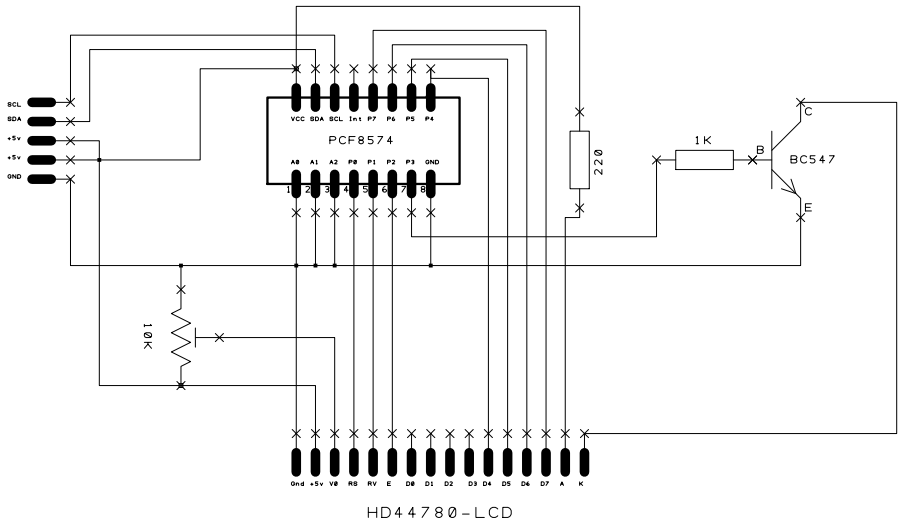 SCL
SDA
+5v
+5v
GND
VCC SDA SCL Int P7 P6 P5 P4
PCF8574
A0 A1 A2 P0 P1 P2 P3 GND
1 2 3 4 5 6 7 8
220
1K
B
C
BC547
E
10K
Gnd +5v V0 RS RV E D0 D1 D2 D3 D4 D5 D6 D7 A K
HD44780-LCD